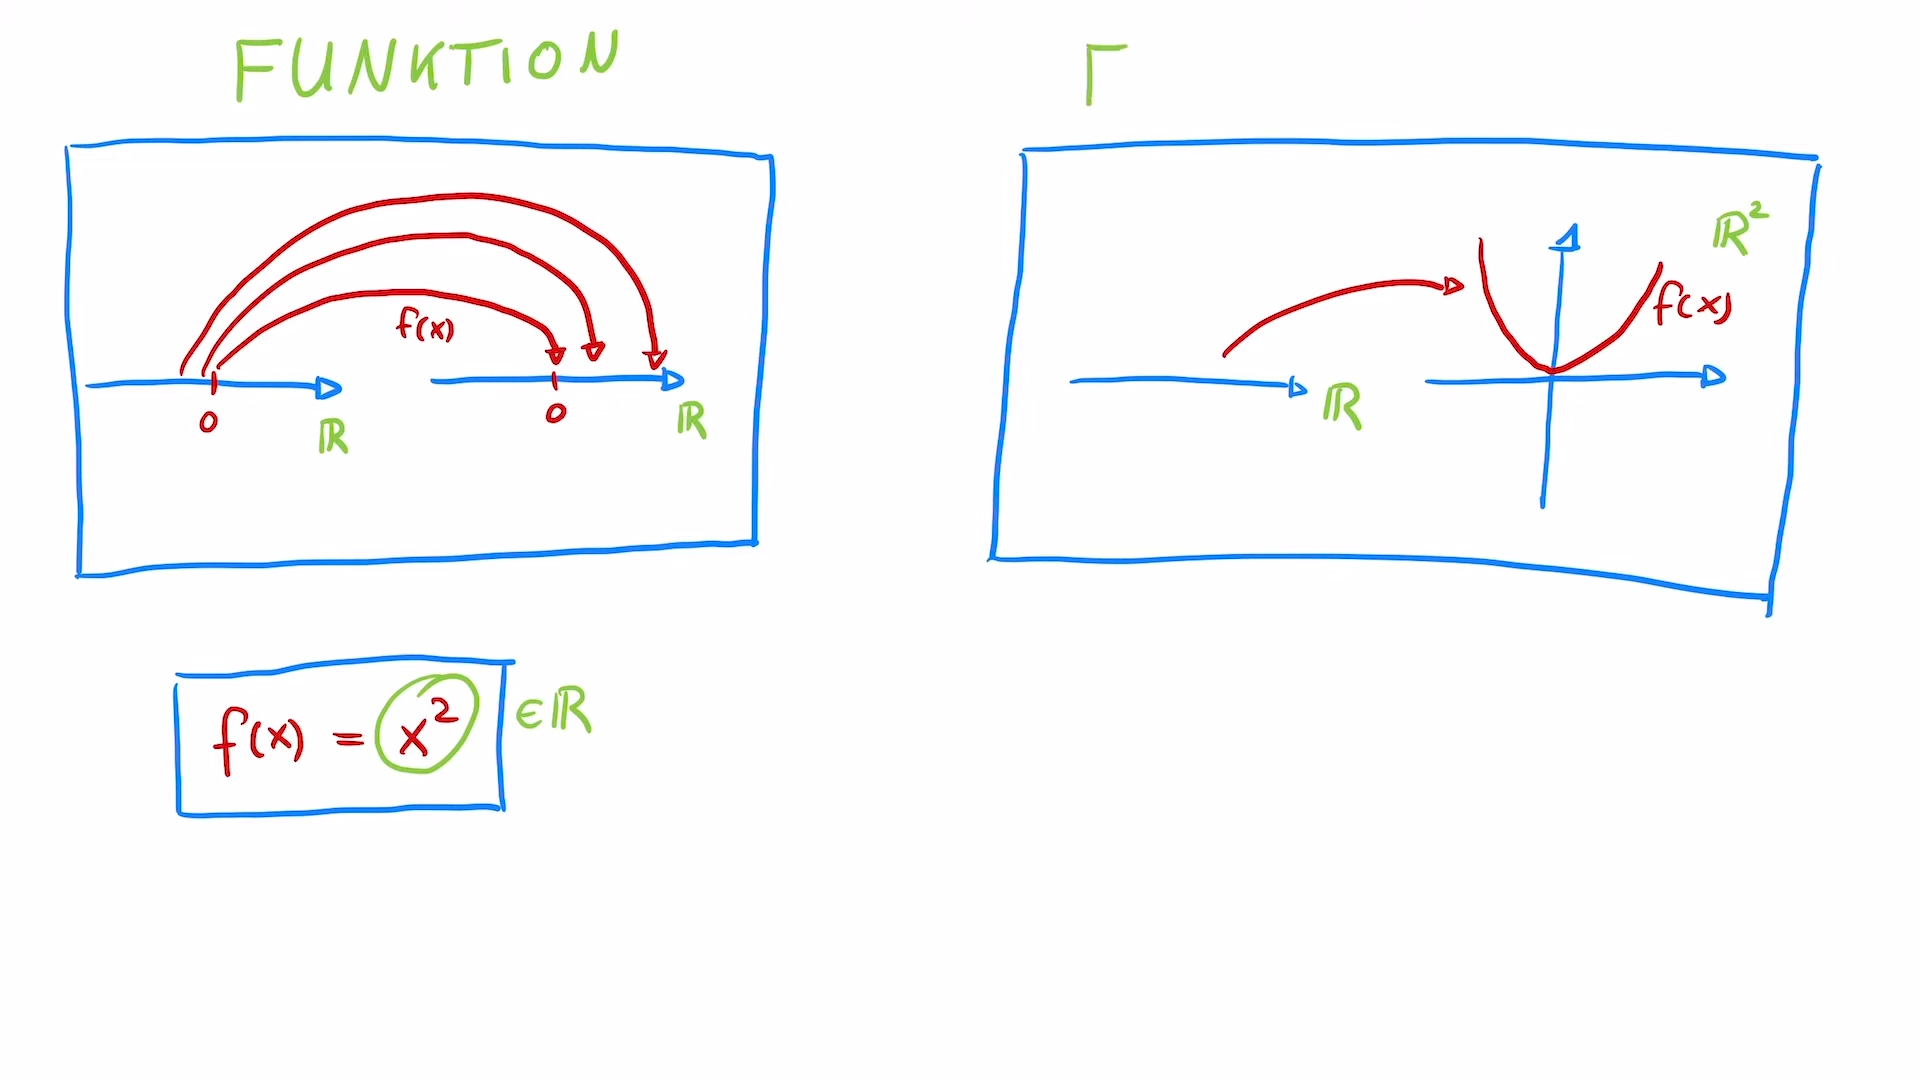 FUNKTION
Γ
f(x)
0
0
ℝ
ℝ
ℝ²
f(x)
ℝ
f(x) = x² ∈ℝ